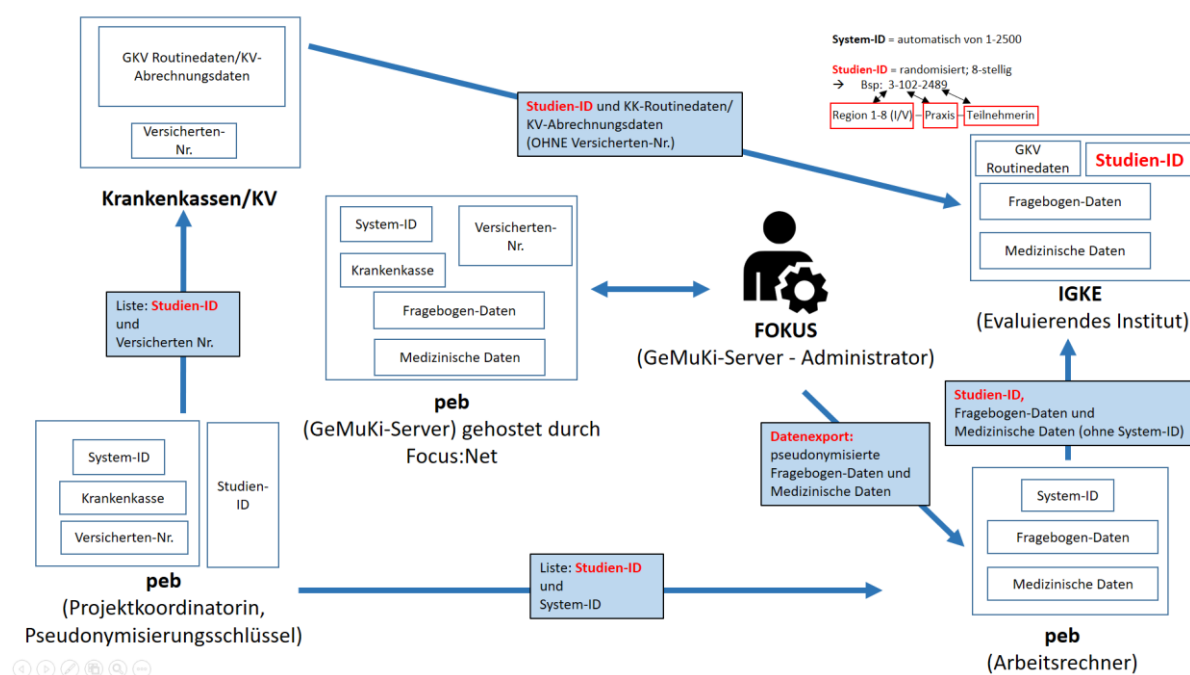 GKV Routinedaten/KV-
Abrechnungsdaten
Versicherten-
Nr.
Krankenkassen/KV
Studien-ID und KK-Routinedaten/
KV-Abrechnungsdaten
(OHNE Versicherten-Nr.)
System-ID = automatisch von 1-2500
Studien-ID = randomisiert; 8-stellig
→ Bsp: 3-102-2489
Region 1-8 (I/V) – Praxis – Teilnehmerin
GKV
Routinedaten
Studien-ID
Fragebogen-Daten
Medizinische Daten
IGKE
(Evaluierendes Institut)
System-ID
Versicherten-
Nr.
Krankenkasse
Fragebogen-Daten
Medizinische Daten
peb
(GeMuKi-Server) gehostet durch
Focus:Net
FOKUS
(GeMuKi-Server - Administrator)
Liste: Studien-ID
und
Versicherten Nr.
Studien-ID,
Fragebogen-Daten und
Medizinische Daten (ohne System-ID)
Datenexport:
pseudonymisierte
Fragebogen-Daten und
Medizinische Daten
System-ID
Krankenkasse
Versicherten-Nr.
Studien-
ID
peb
(Projektkoordinatorin,
Pseudonymisierungsschlüssel)
Liste: Studien-ID
und
System-ID
System-ID
Fragebogen-Daten
Medizinische Daten
peb
(Arbeitsrechner)